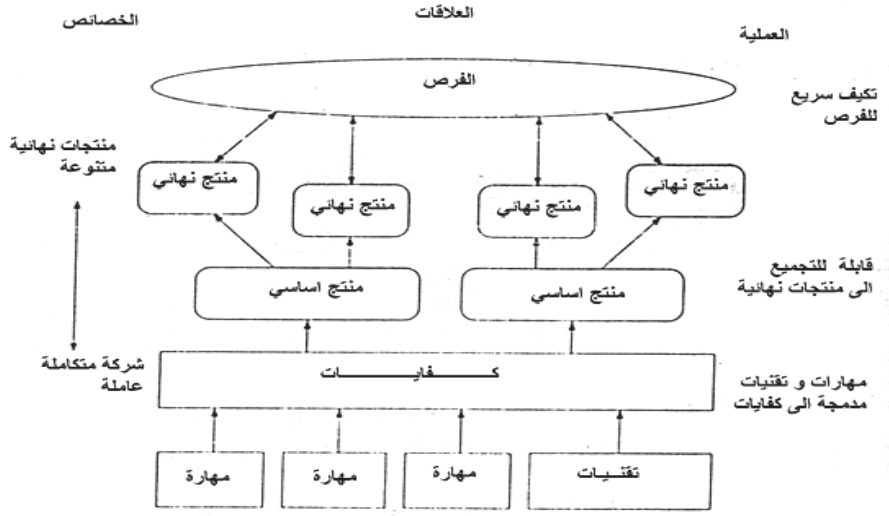 العملية
العلاقات
الخصائص
الفرص
تكيف سريع
للفرص
منتجات نهائية
متنوعة
منتج نهائي
منتج نهائي
منتج نهائي
منتج نهائي
قابلة للتجميع
الى منتجات نهائية
منتج اساسي
منتج اساسي
شركة متكاملة
عاملة
كـــفايـــــات
مهارات و تقنيات
مدمجة الى كفايات
تقنـيـات
مهارة
مهارة
مهارة